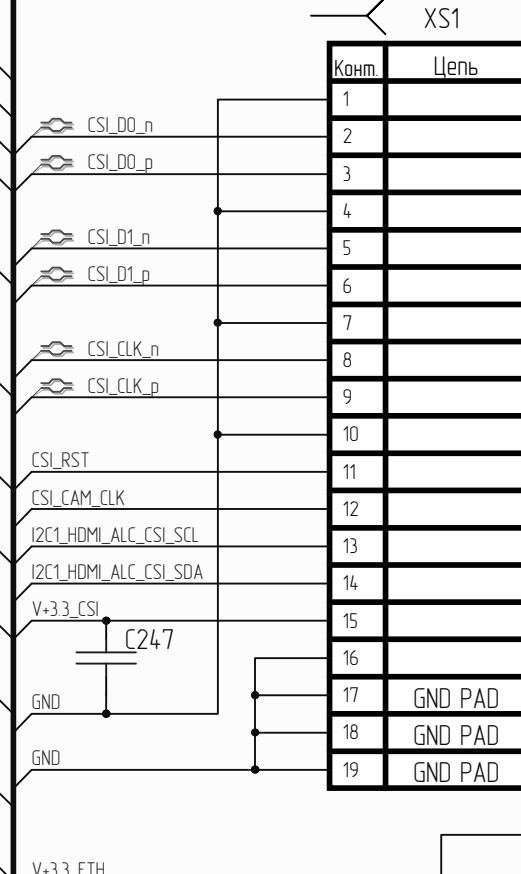 XS1
Конт. Цепь
1
CSI_D0_n 2
CSI_D0_p 3
4
CSI_D1_n 5
CSI_D1_p 6
7
CSI_CLK_n 8
CSI_CLK_p 9
10
CSI_RST 11
CSI_CAM_CLK 12
I2C1_HDMI_ALC_CSI_SCL 13
I2C1_HDMI_ALC_CSI_SDA 14
V+3.3_CSI 15
C247
16
GND 17 GND PAD
18 GND PAD
GND 19 GND PAD
V+3.3_ETH